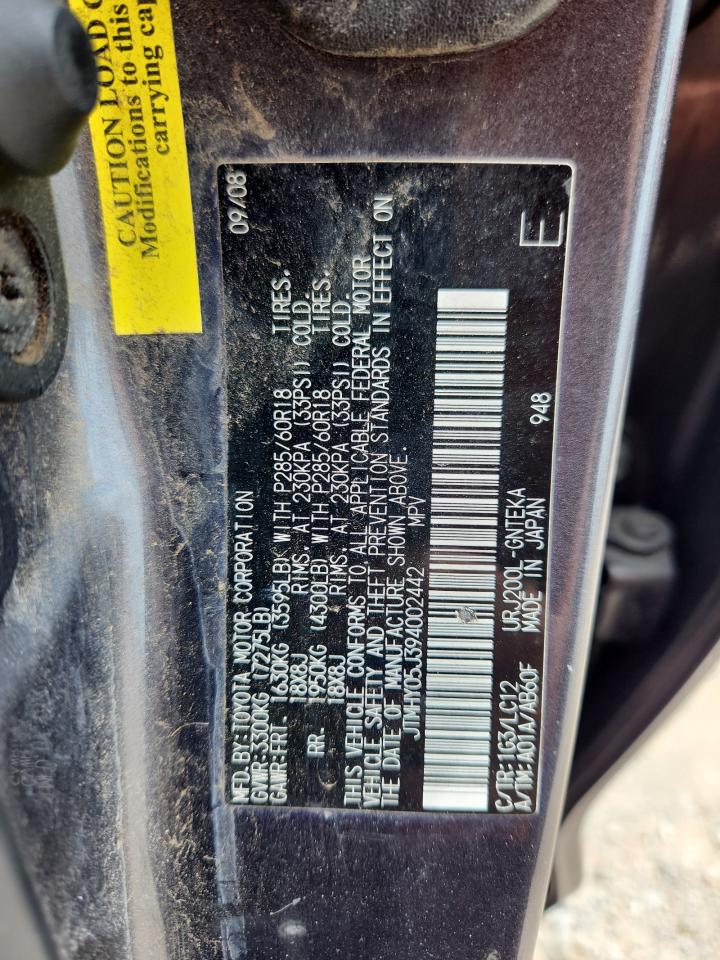 CAUTION LOAD C
Modifications to this
carrying cap
09/08
MFD.BY:TOYOTA MOTOR CORPORATION
GVWR:3300KG (7275LB)
GAWR:FRT. 1630KG (3595LB) WITH P285/60R18 TIRES.
18X8J RIMS. AT 230KPA (33PSI) COLD.
RR. 1950KG (4300LB) WITH P285/60R18 TIRES.
18X8J RIMS. AT 230KPA (33PSI) COLD.
THIS VEHICLE CONFORMS TO ALL APPLICABLE FEDERAL MOTOR
VEHICLE SAFETY AND THEFT PREVENTION STANDARDS IN EFFECT ON
THE DATE OF MANUFACTURE SHOWN ABOVE.
JTMHY05J394002442 MPV
E
C/TR:1G3/LC12 URJ200L-GNTEKA 948
A/TM:A01A/AB60F MADE IN JAPAN